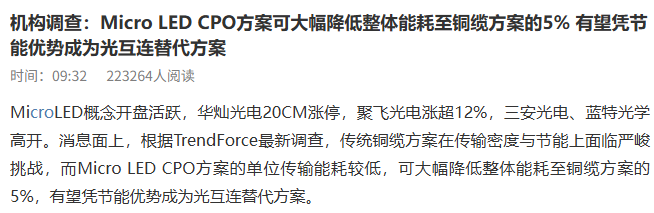 机构调查：Micro LED CPO方案可大幅降低整体能耗至铜缆方案的5% 有望凭节
能优势成为光互连替代方案
时间：09:32 223264人阅读
MicroLED概念开盘活跃，华灿光电20CM涨停，聚飞光电涨超12%，三安光电、蓝特光学
高开。消息面上，根据TrendForce最新调查，传统铜缆方案在传输密度与节能上面临严峻
挑战，而Micro LED CPO方案的单位传输能耗较低，可大幅降低整体能耗至铜缆方案的
5%，有望凭节能优势成为光互连替代方案。